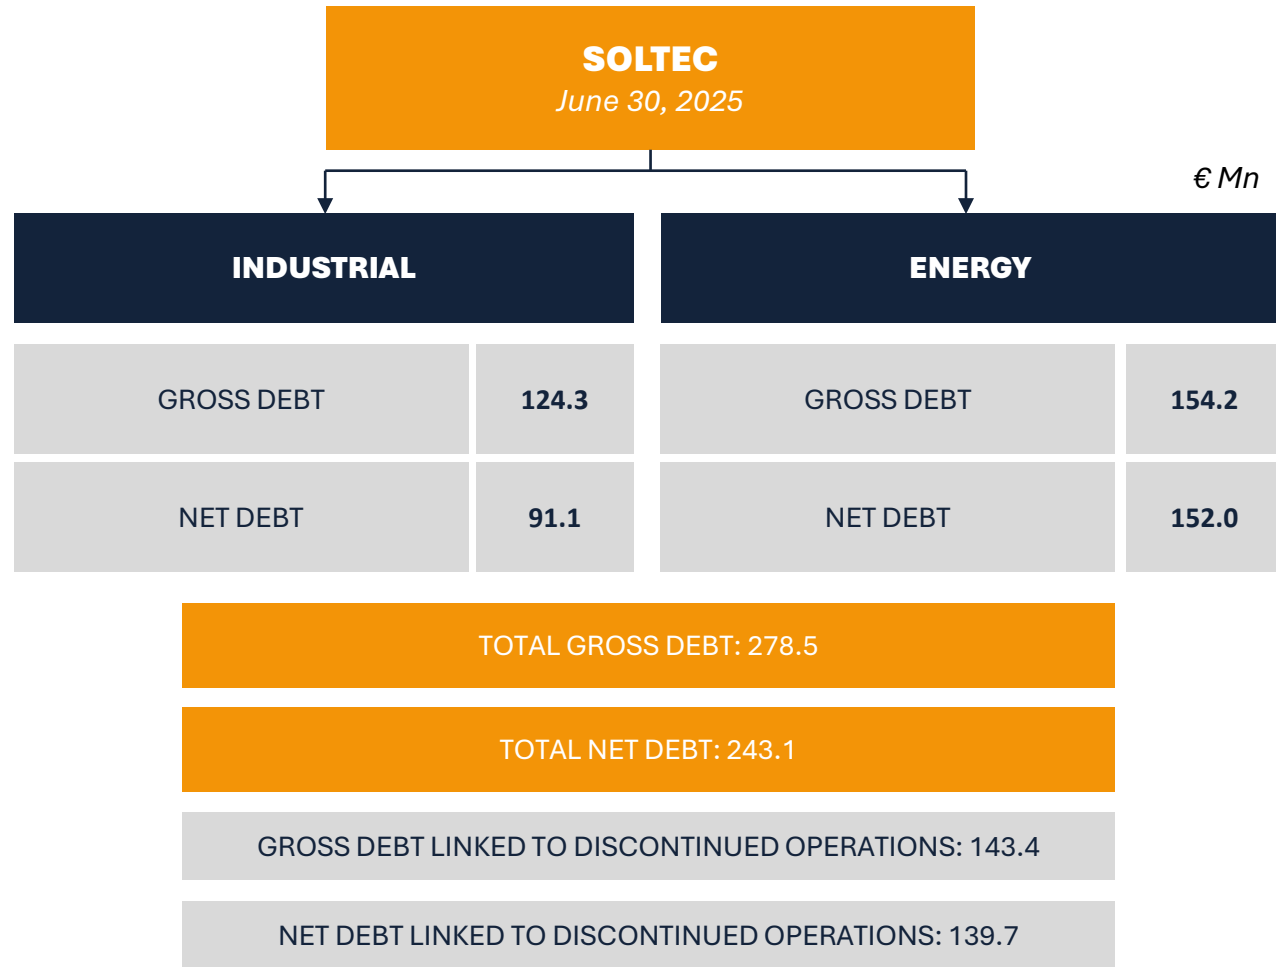 SOLTEC
June 30, 2025
€ Mn
INDUSTRIAL
ENERGY
GROSS DEBT 124.3
GROSS DEBT 154.2
NET DEBT 91.1
NET DEBT 152.0
TOTAL GROSS DEBT: 278.5
TOTAL NET DEBT: 243.1
GROSS DEBT LINKED TO DISCONTINUED OPERATIONS: 143.4
NET DEBT LINKED TO DISCONTINUED OPERATIONS: 139.7